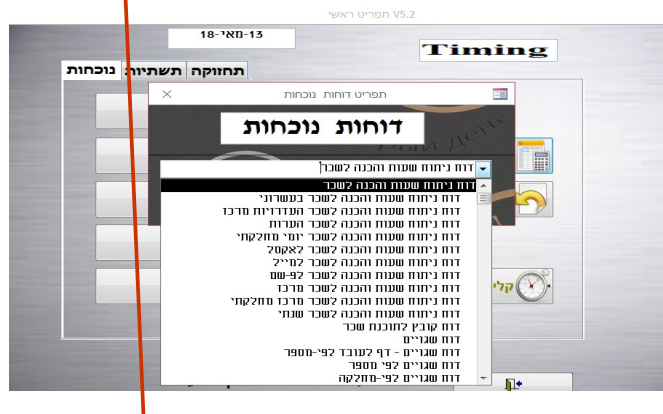 V5.2 תפריט ראשי
13-מאי-18
Timing
נוכחות תשתיות תחזוקה
תפריט דוחות נוכחות
דוחות נוכחות
דוח ניתוח שעות והכנה לשכר
דוח ניתוח שעות והכנה לשכר
דוח ניתוח שעות והכנה לשכר בעשרוני
דוח ניתוח שעות והכנה לשכר העדרויות מרכז
דוח ניתוח שעות והכנה לשכר הערות
דוח ניתוח שעות והכנה לשכר יומי מחלקתי
דוח ניתוח שעות והכנה לשכר לאקסל
דוח ניתוח שעות והכנה לשכר למייל
דוח ניתוח שעות והכנה לשכר לפ-שם
דוח ניתוח שעות והכנה לשכר מרכז
דוח ניתוח שעות והכנה לשכר מרכז מחלקתי
דוח ניתוח שעות והכנה לשכר שנתי
דוח קובץ לתוכנת שכר
דוח שגויים
דוח שגויים - דף לעובד לפי-מספר
דוח שגויים לפי מספר
דוח שגויים לפי-מחלקה
קלי